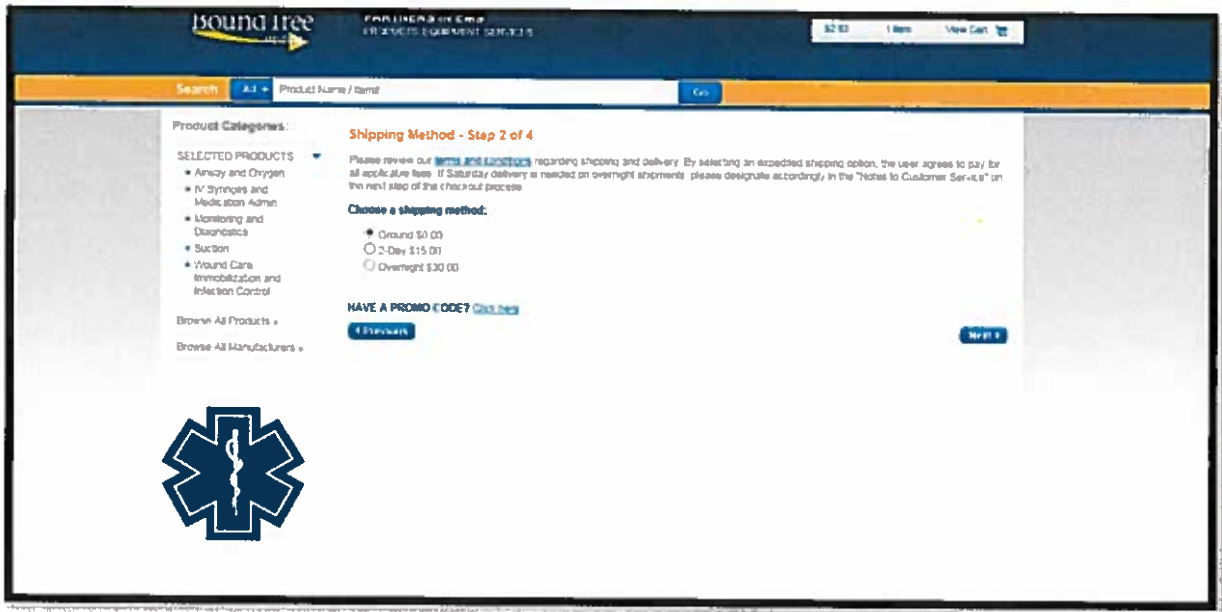 BoundTree
PARTNERS IN EMS
PRODUCTS EQUIPMENT SERVICES
1 Item View Cart
Search All Product Name / Item# Go
Product Categories:
SELECTED PRODUCTS
Airway and Oxygen
IV Syringes and
Medication Admin
Monitoring and
Diagnostics
Suction
Wound Care
Immobilization and
Infection Control
Browse All Products »
Browse All Manufacturers »
Shipping Method - Step 2 of 4
Please review our terms and conditions regarding shipping and delivery. By selecting an expedited shipping option, the user agrees to pay for
all applicable fees. If Saturday delivery is needed on overnight shipments, please designate accordingly in the "Notes to Customer Service" on
the next step of the checkout process.
Choose a shipping method:
Ground $0.00
2-Day $15.00
Overnight $30.00
HAVE A PROMO CODE? Click here
Previous
Next